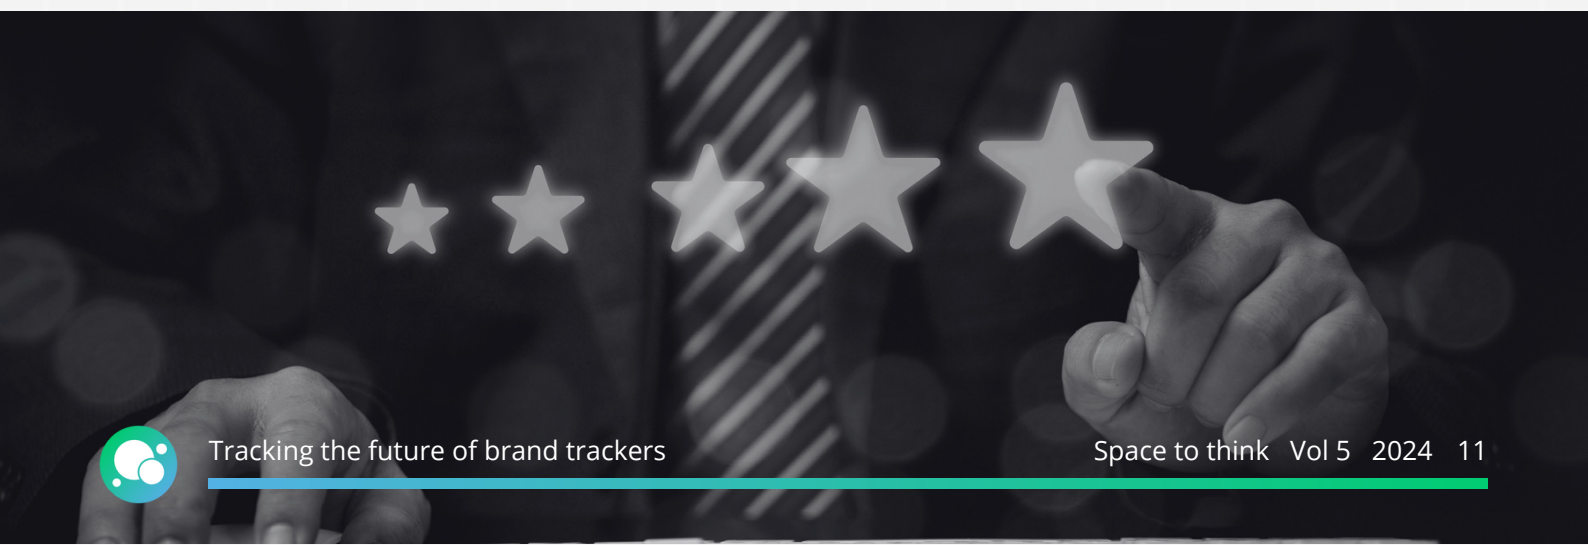 Tracking the future of brand trackers
Space to think Vol 5 2024 11